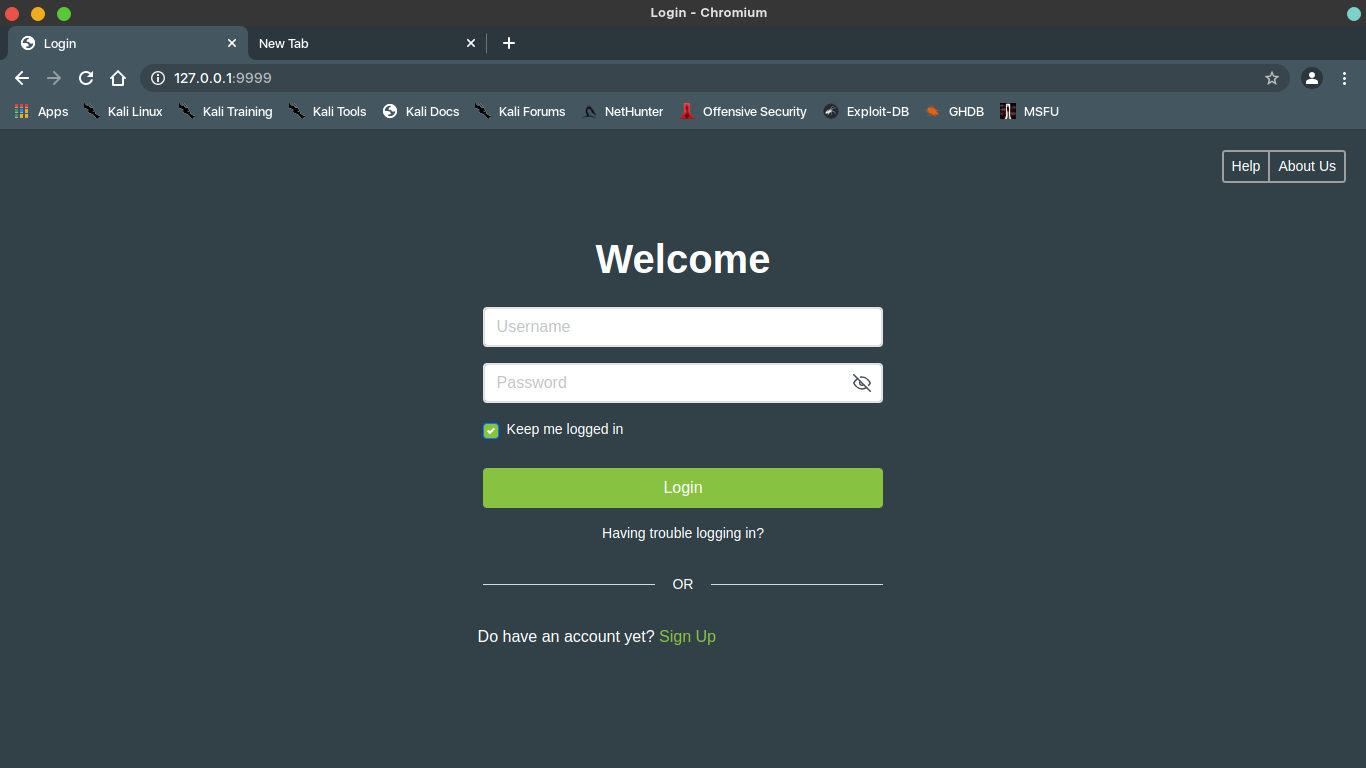 Login - Chromium
Login
New Tab
127.0.0.1:9999
Apps Kali Linux Kali Training Kali Tools Kali Docs Kali Forums NetHunter Offensive Security Exploit-DB GHDB MSFU
Help About Us
Welcome
Username
Password
Keep me logged in
Login
Having trouble logging in?
OR
Do have an account yet? Sign Up